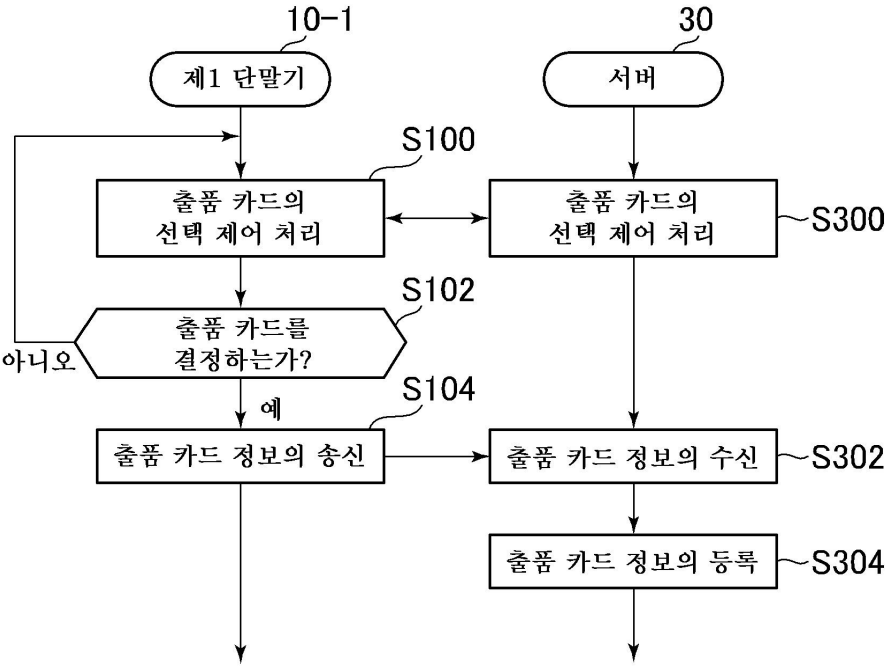 10-1
30
제1 단말기
서버
S100
출품 카드의
선택 제어 처리
출품 카드의
선택 제어 처리
S300
S102
출품 카드를
결정하는가?
아니오
예
S104
출품 카드 정보의 송신
출품 카드 정보의 수신
S302
출품 카드 정보의 등록
S304